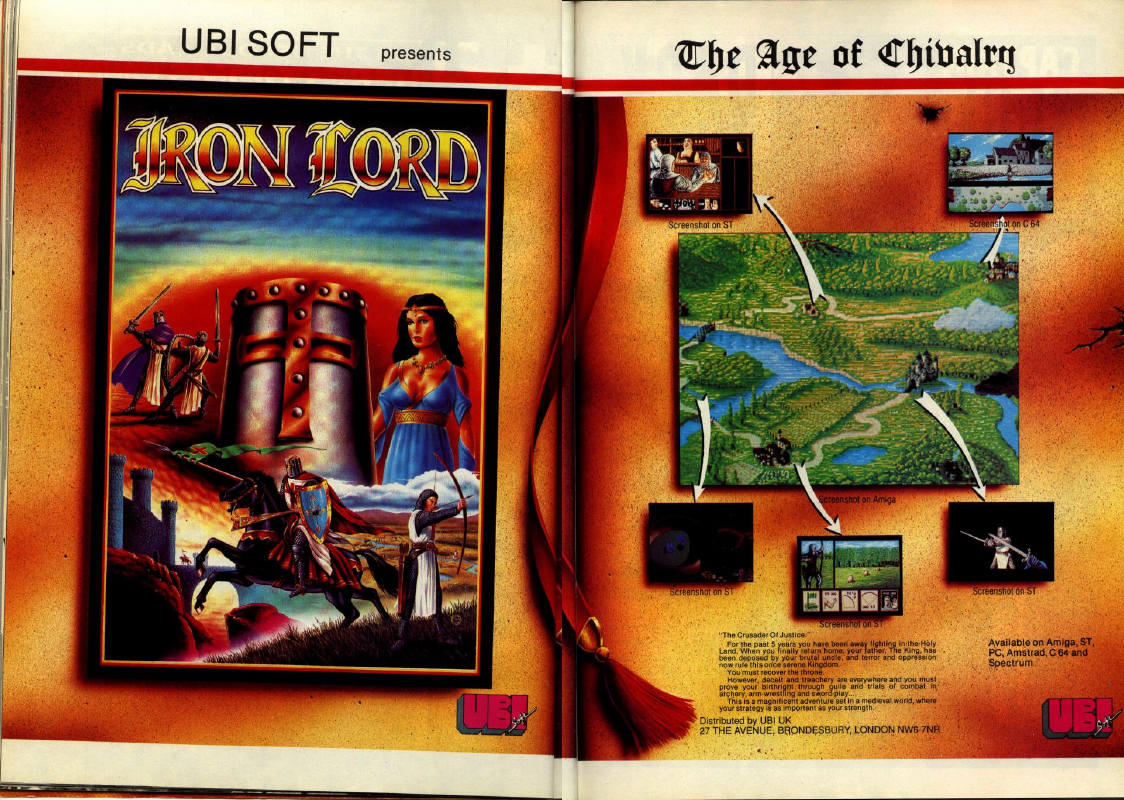 UBI SOFT presents
IRON LORD
UBI Soft
The Age of Chivalry
Screenshot on ST
Screenshot on C 64
Screenshot on Amiga
Screenshot on ST
Screenshot on ST
Screenshot on ST
"The Crusader Of Justice."
For the past 5 years you have been away fighting in the Holy
Land. When you finally return home, your father, The King, has
been deposed by your brutal uncle, and terror and oppression
now rule this once serene Kingdom.
You must recover the throne.
However, deceit and treachery are everywhere and you must
prove your birthright through guile and trials of combat in
archery, arm-wrestling and sword-play...
This is a magnificent adventure set in a medieval world, where
your strategy is as important as your strength.
Distributed by UBI UK
27 THE AVENUE, BRONDESBURY, LONDON NW6 7NR
Available on Amiga, ST,
PC, Amstrad, C 64 and
Spectrum.
UBI Soft